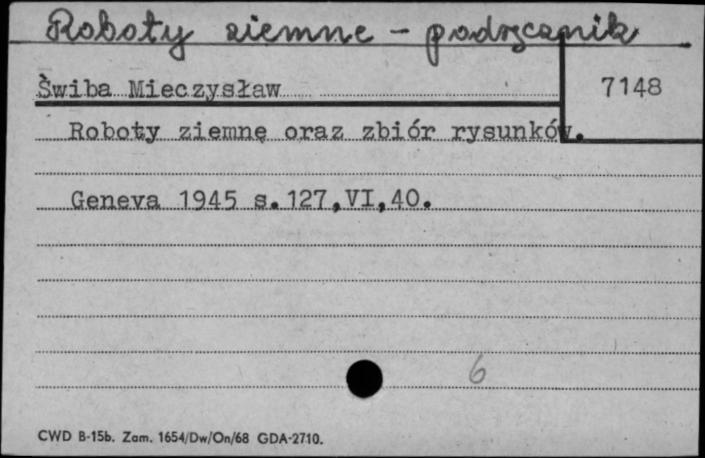 Roboty ziemne - podręcznik
Świba Mieczysław
7148
Roboty ziemnę oraz zbiór rysunków.
Geneva 1945 s.127,VI,40.
6
CWD B-15b. Zam. 1654/Dw/On/68 GDA-2710.